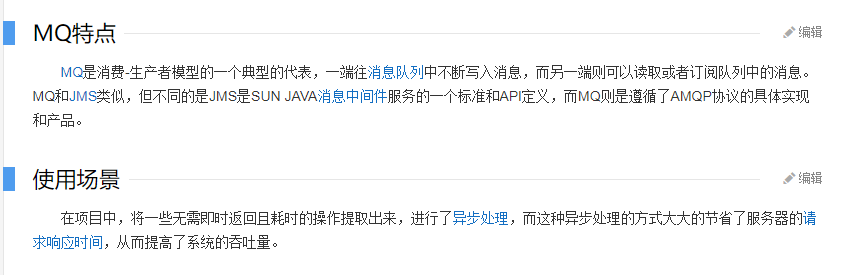 MQ特点
编辑
MQ是消费-生产者模型的一个典型的代表，一端往消息队列中不断写入消息，而另一端则可以读取或者订阅队列中的消息。
MQ和JMS类似，但不同的是JMS是SUN JAVA消息中间件服务的一个标准和API定义，而MQ则是遵循了AMQP协议的具体实现
和产品。
使用场景
编辑
在项目中，将一些无需即时返回且耗时的操作提取出来，进行了异步处理，而这种异步处理的方式大大的节省了服务器的请
求响应时间，从而提高了系统的吞吐量。